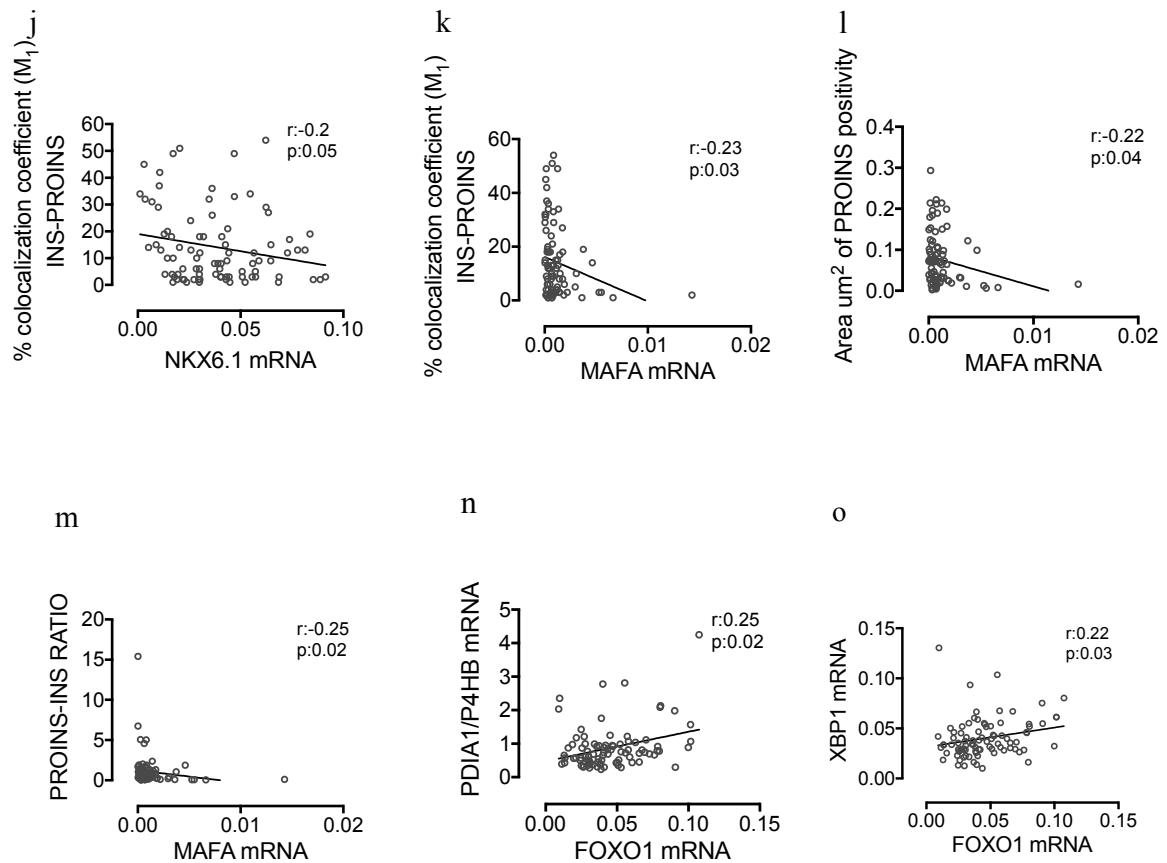 j
% colocalization coefficient (M1)
INS-PROINS
60
50
40
30
20
10
0
r:-0.2
p:0.05
0.00 0.05 0.10
NKX6.1 mRNA
k
% colocalization coefficient (M1)
INS-PROINS
60
40
20
0
r:-0.23
p:0.03
0.00 0.01 0.02
MAFA mRNA
l
Area um2 of PROINS positivity
0.4
0.3
0.2
0.1
0.0
r:-0.22
p:0.04
0.00 0.01 0.02
MAFA mRNA
m
PROINS-INS RATIO
20
15
10
5
0
r:-0.25
p:0.02
0.00 0.01 0.02
MAFA mRNA
n
PDIA1/P4HB mRNA
5
4
3
2
1
0
r:0.25
p:0.02
0.00 0.05 0.10 0.15
FOXO1 mRNA
o
XBP1 mRNA
0.15
0.10
0.05
0.00
r:0.22
p:0.03
0.00 0.05 0.10 0.15
FOXO1 mRNA